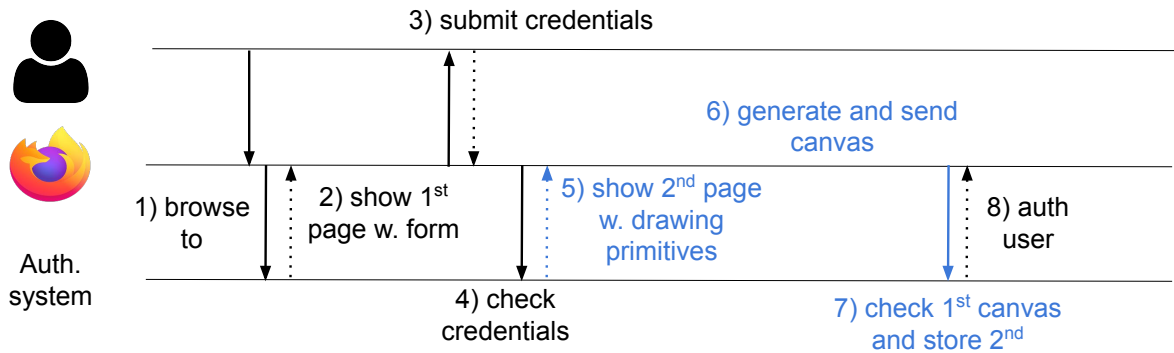 3) submit credentials
6) generate and send
canvas
1) browse
to
2) show 1st
page w. form
5) show 2nd page
w. drawing
primitives
8) auth
user
Auth.
system
4) check
credentials
7) check 1st canvas
and store 2nd